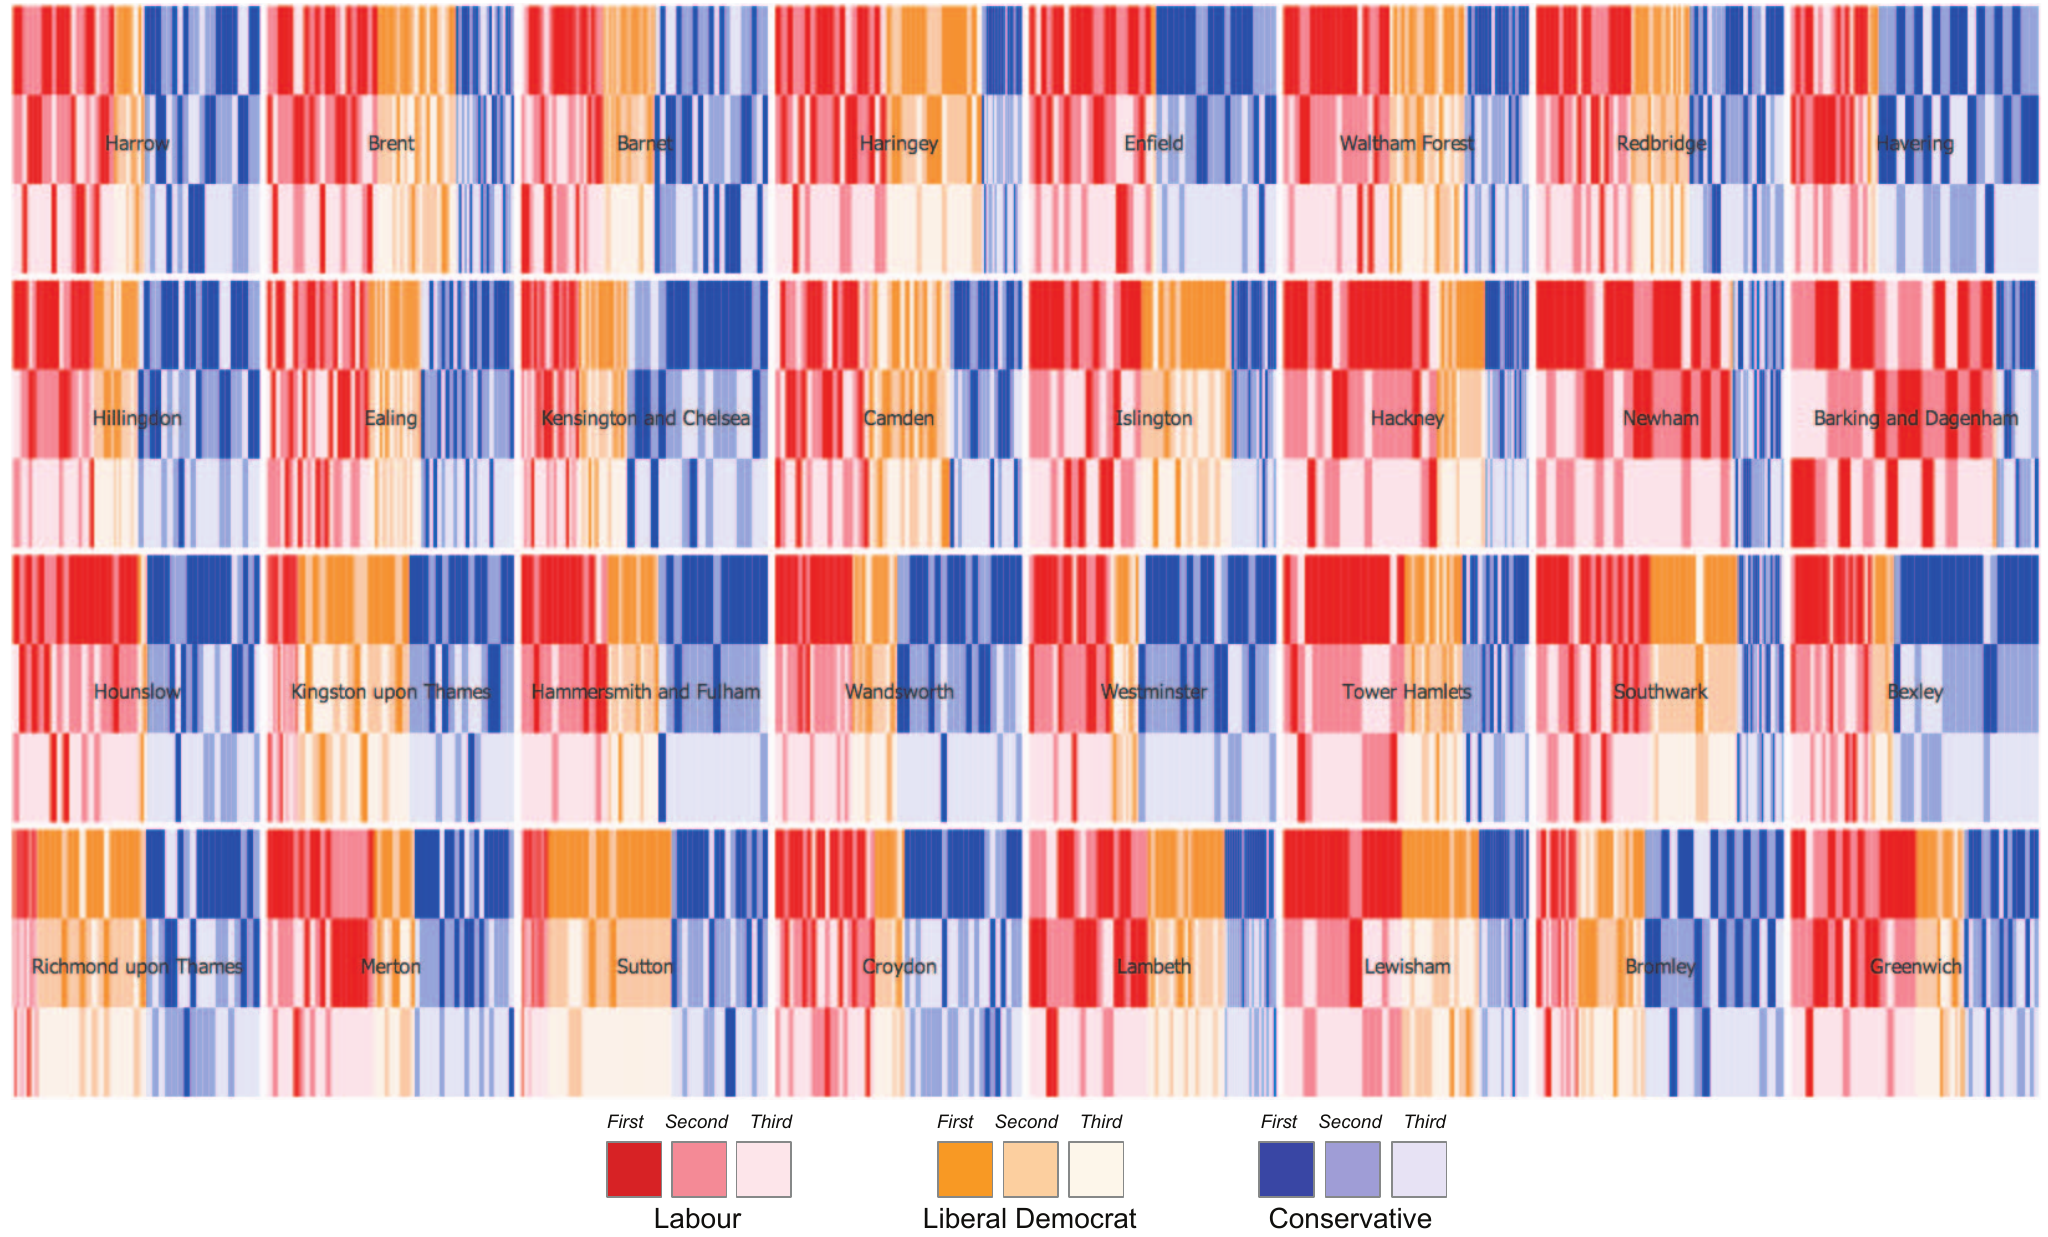 Harrow Brent Barnet Haringey Enfield Waltham Forest Redbridge Havering
Hillingdon Ealing Kensington and Chelsea Camden Islington Hackney Newham Barking and Dagenham
Hounslow Kingston upon Thames Hammersmith and Fulham Wandsworth Westminster Tower Hamlets Southwark Bexley
Richmond upon Thames Merton Sutton Croydon Lambeth Lewisham Bromley Greenwich
First Second Third First Second Third First Second Third
Labour Liberal Democrat Conservative